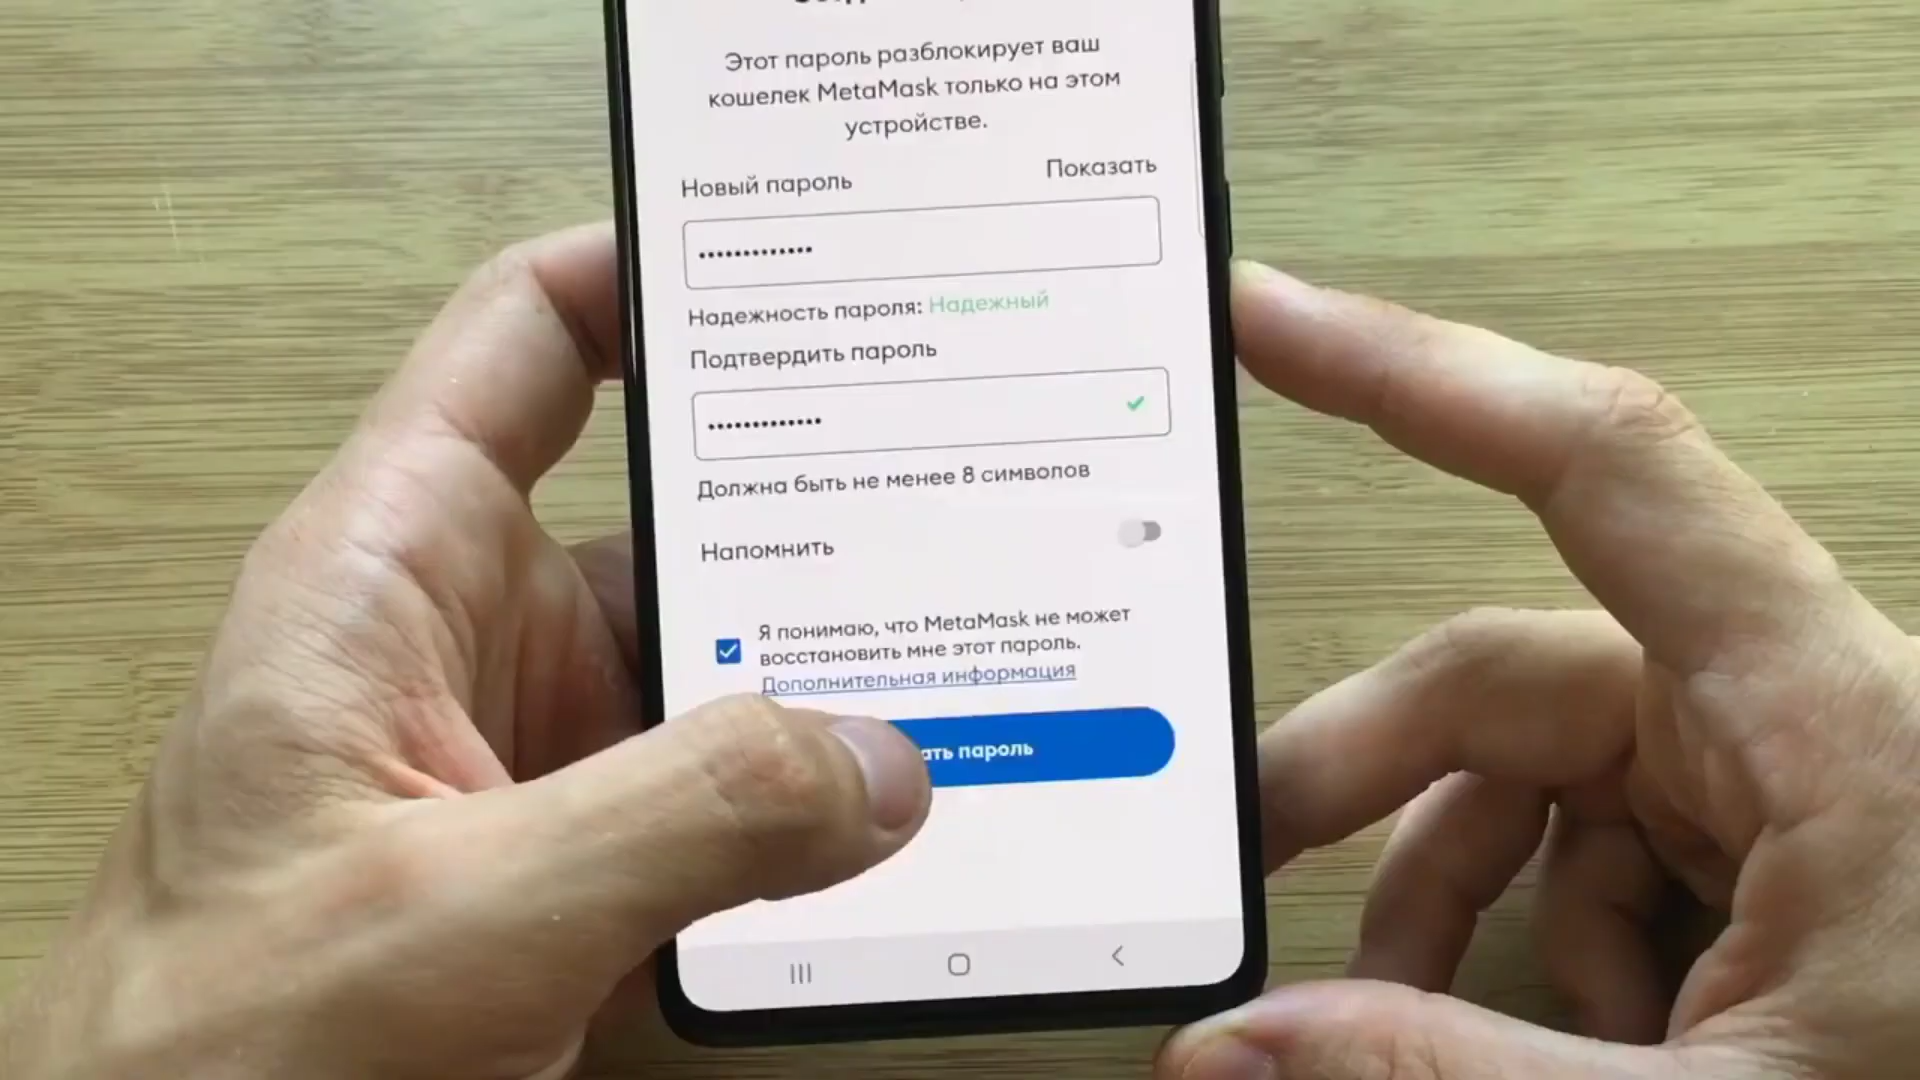 Этот пароль разблокирует ваш
кошелек MetaMask только на этом
устройстве.
Новый пароль Показать
•••••••••••••
Надежность пароля: Надежный
Подтвердить пароль
•••••••••••••
Должна быть не менее 8 символов
Напомнить
Я понимаю, что MetaMask не может
восстановить мне этот пароль.
Дополнительная информация
пароль